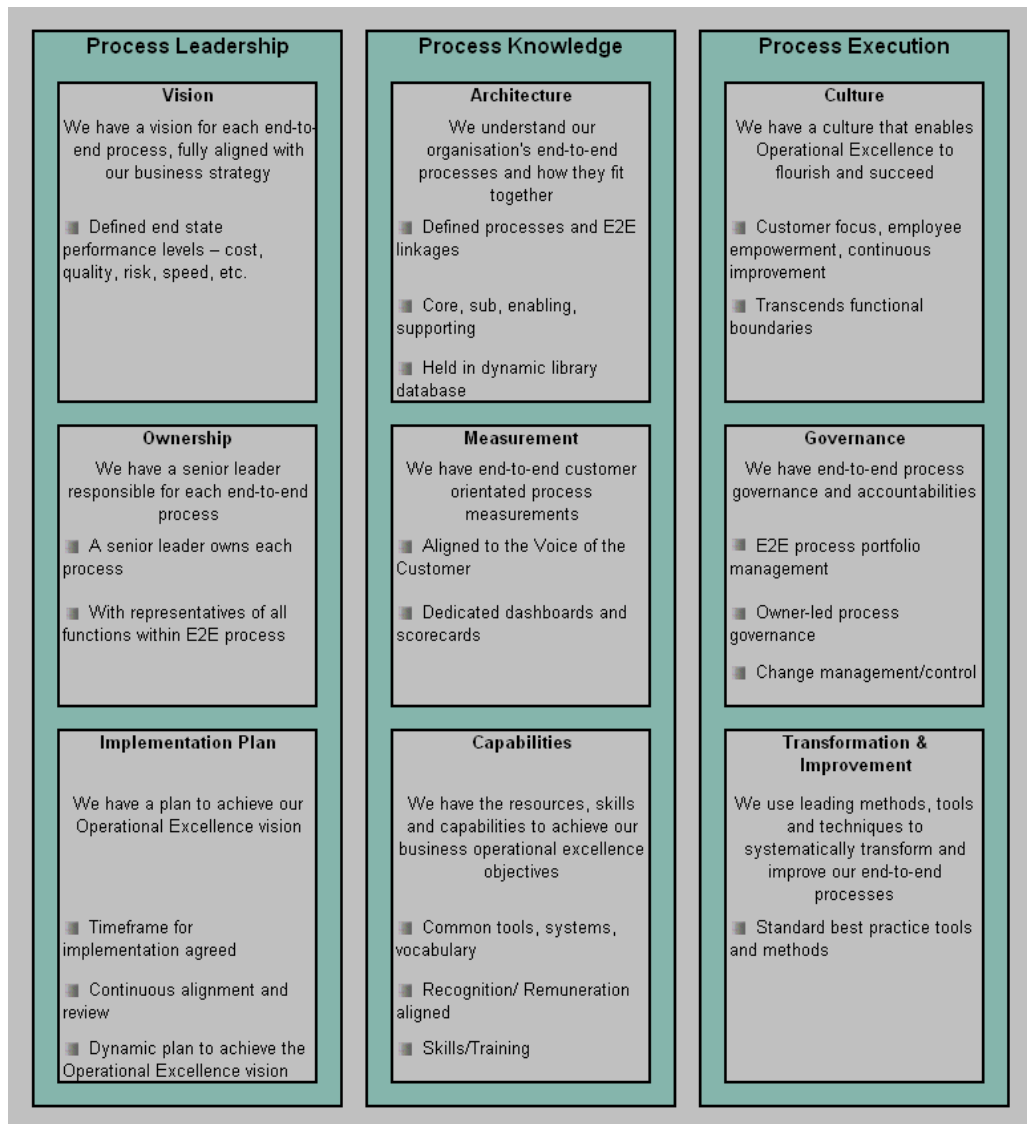 Process Leadership
Vision
We have a vision for each end-to-
end process, fully aligned with
our business strategy
Defined end state
performance levels – cost,
quality, risk, speed, etc.
Ownership
We have a senior leader
responsible for each end-to-end
process
A senior leader owns each
process
With representatives of all
functions within E2E process
Implementation Plan
We have a plan to achieve our
Operational Excellence vision
Timeframe for
implementation agreed
Continuous alignment and
review
Dynamic plan to achieve the
Operational Excellence vision
Process Knowledge
Architecture
We understand our
organisation's end-to-end
processes and how they fit
together
Defined processes and E2E
linkages
Core, sub, enabling,
supporting
Held in dynamic library
database
Measurement
We have end-to-end customer
orientated process
measurements
Aligned to the Voice of the
Customer
Dedicated dashboards and
scorecards
Capabilities
We have the resources, skills
and capabilities to achieve our
business operational excellence
objectives
Common tools, systems,
vocabulary
Recognition/ Remuneration
aligned
Skills/Training
Process Execution
Culture
We have a culture that enables
Operational Excellence to
flourish and succeed
Customer focus, employee
empowerment, continuous
improvement
Transcends functional
boundaries
Governance
We have end-to-end process
governance and accountabilities
E2E process portfolio
management
Owner-led process
governance
Change management/control
Transformation &
Improvement
We use leading methods, tools
and techniques to
systematically transform and
improve our end-to-end
processes
Standard best practice tools
and methods